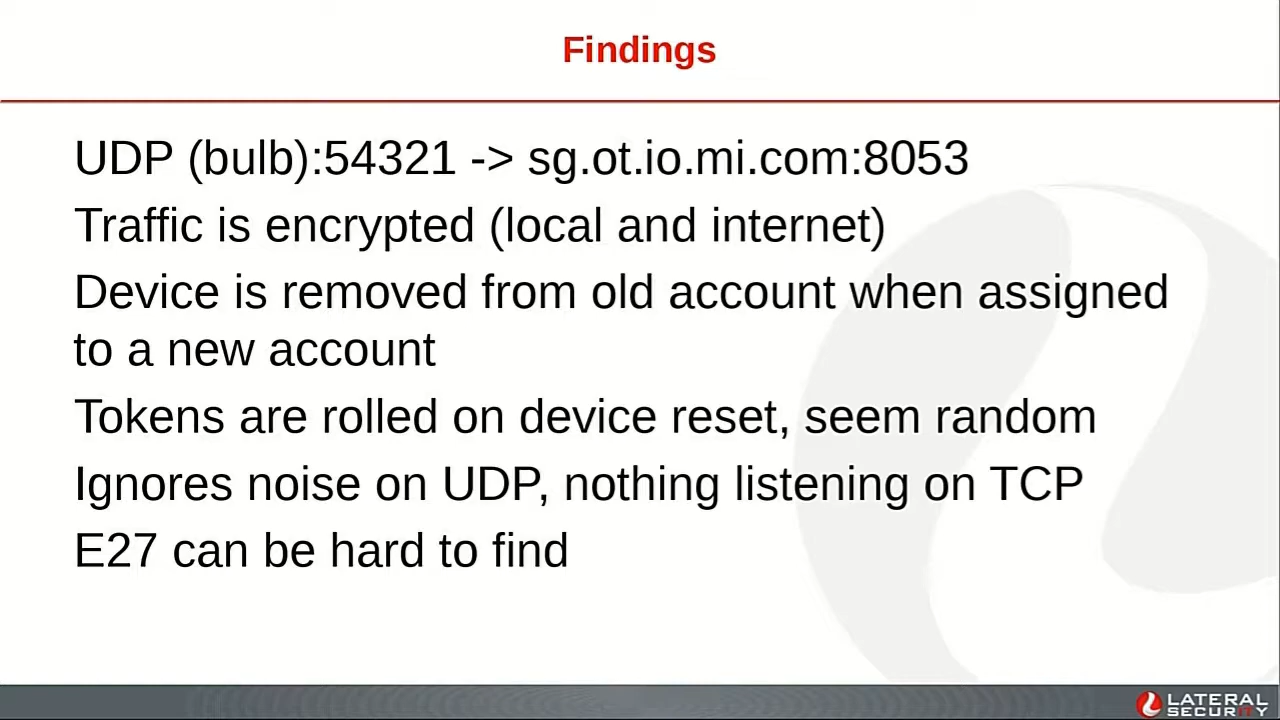 Findings
UDP (bulb):54321 -> sg.ot.io.mi.com:8053
Traffic is encrypted (local and internet)
Device is removed from old account when assigned
to a new account
Tokens are rolled on device reset, seem random
Ignores noise on UDP, nothing listening on TCP
E27 can be hard to find
LATERAL
SECURITY